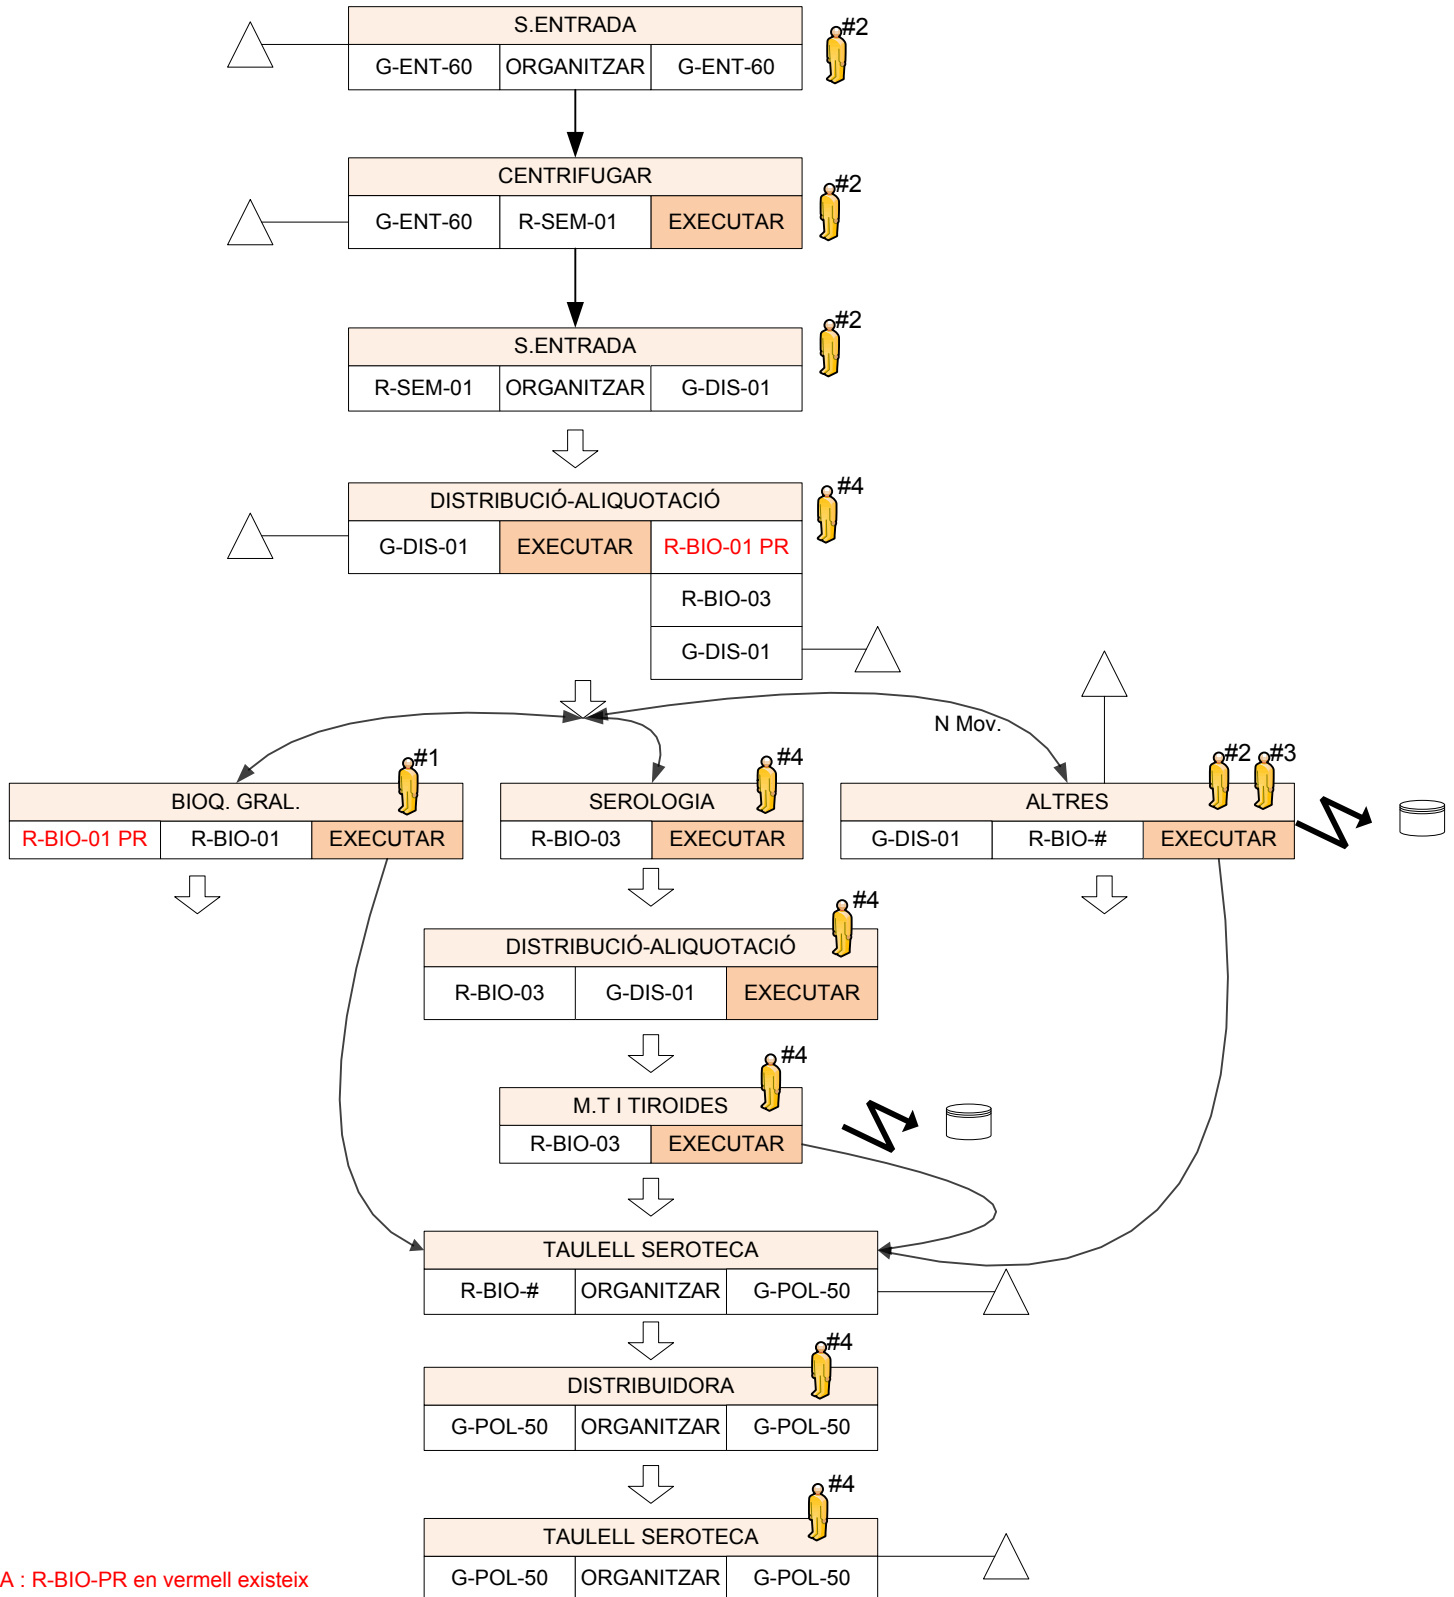 S.ENTRADA
#2
G-ENT-60 ORGANITZAR G-ENT-60
CENTRIFUGAR
#2
G-ENT-60 R-SEM-01 EXECUTAR
S.ENTRADA
#2
R-SEM-01 ORGANITZAR G-DIS-01
DISTRIBUCIÓ-ALIQUOTACIÓ
#4
G-DIS-01 EXECUTAR R-BIO-01 PR
R-BIO-03
G-DIS-01
N Mov.
#1
#4
#2 #3
BIOQ. GRAL.
SEROLOGIA
ALTRES
R-BIO-01 PR R-BIO-01 EXECUTAR
R-BIO-03 EXECUTAR
G-DIS-01 R-BIO-# EXECUTAR
#4
DISTRIBUCIÓ-ALIQUOTACIÓ
R-BIO-03 G-DIS-01 EXECUTAR
#4
M.T I TIROIDES
R-BIO-03 EXECUTAR
TAULELL SEROTECA
R-BIO-# ORGANITZAR G-POL-50
#4
DISTRIBUIDORA
G-POL-50 ORGANITZAR G-POL-50
#4
TAULELL SEROTECA
G-POL-50 ORGANITZAR G-POL-50
A : R-BIO-PR en vermell existeix